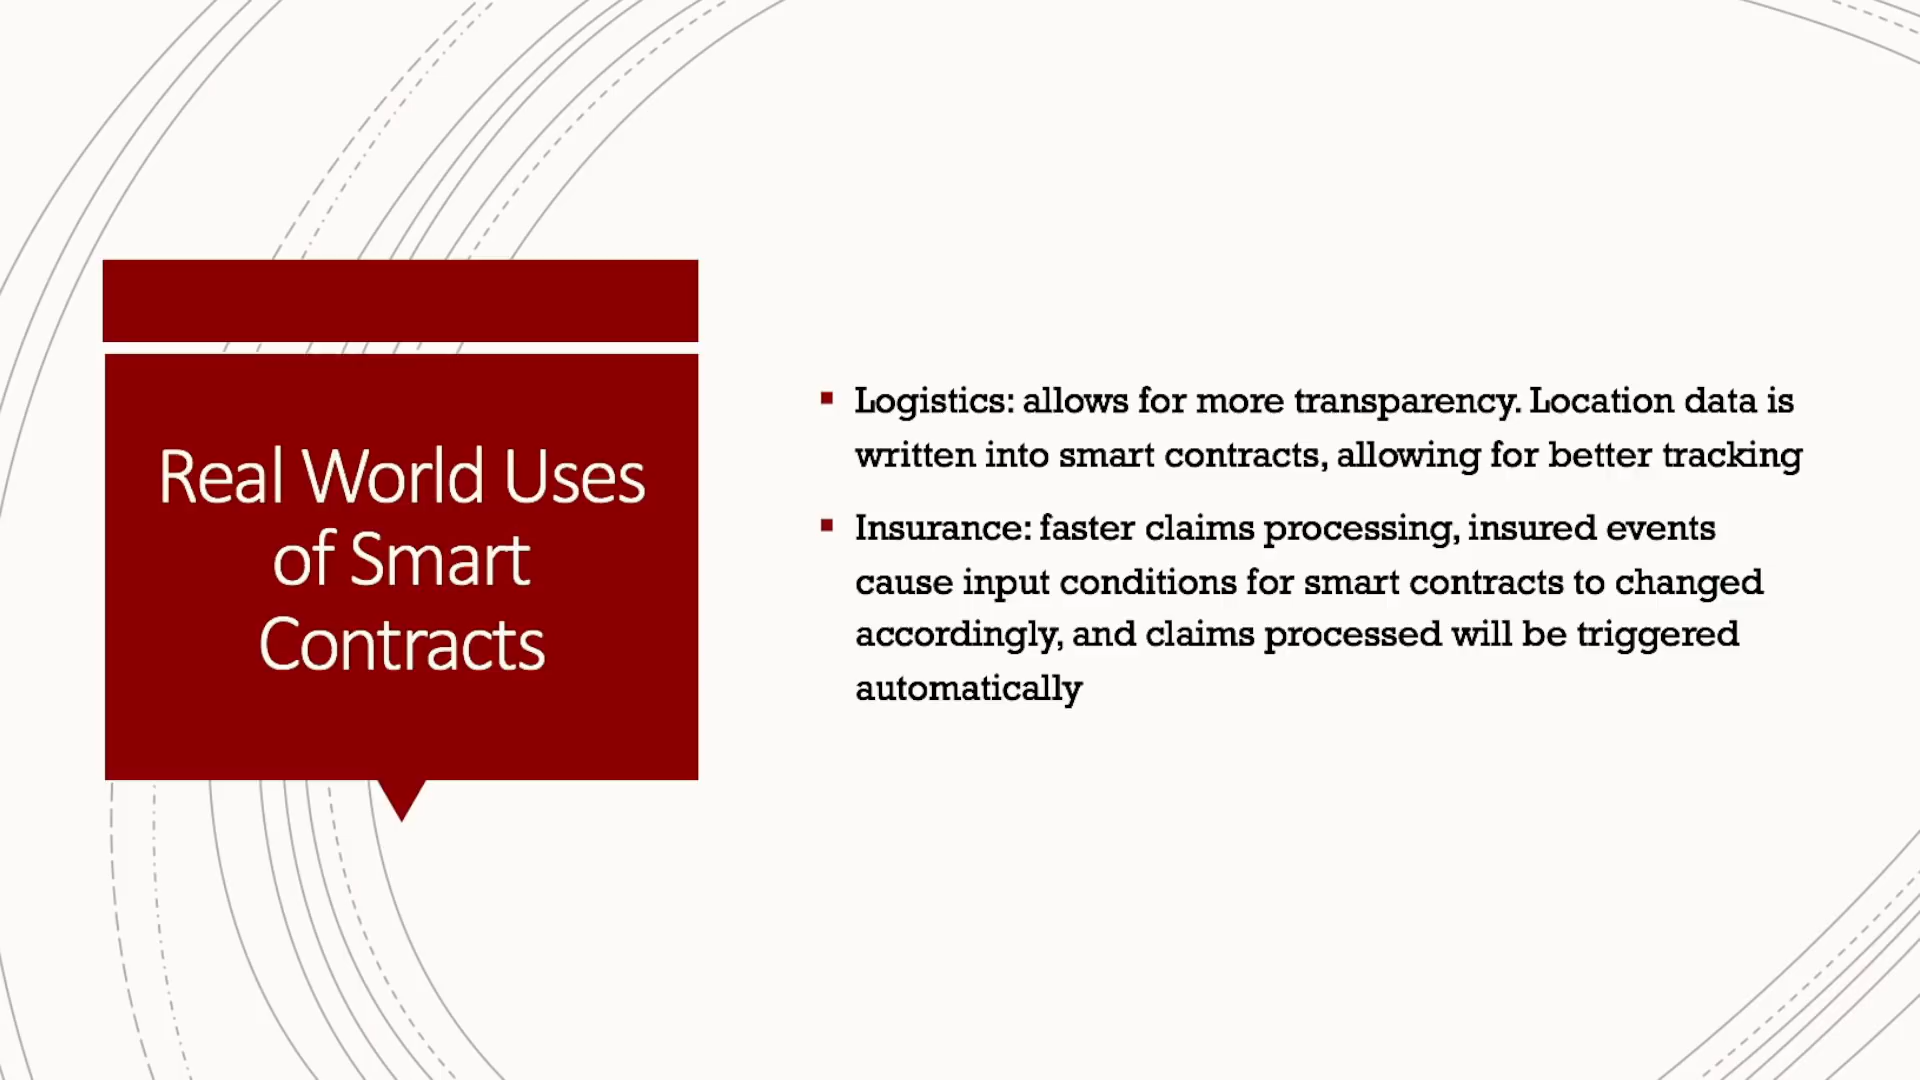 Real World Uses
of Smart
Contracts
Logistics: allows for more transparency. Location data is
written into smart contracts, allowing for better tracking
Insurance: faster claims processing, insured events
cause input conditions for smart contracts to changed
accordingly, and claims processed will be triggered
automatically